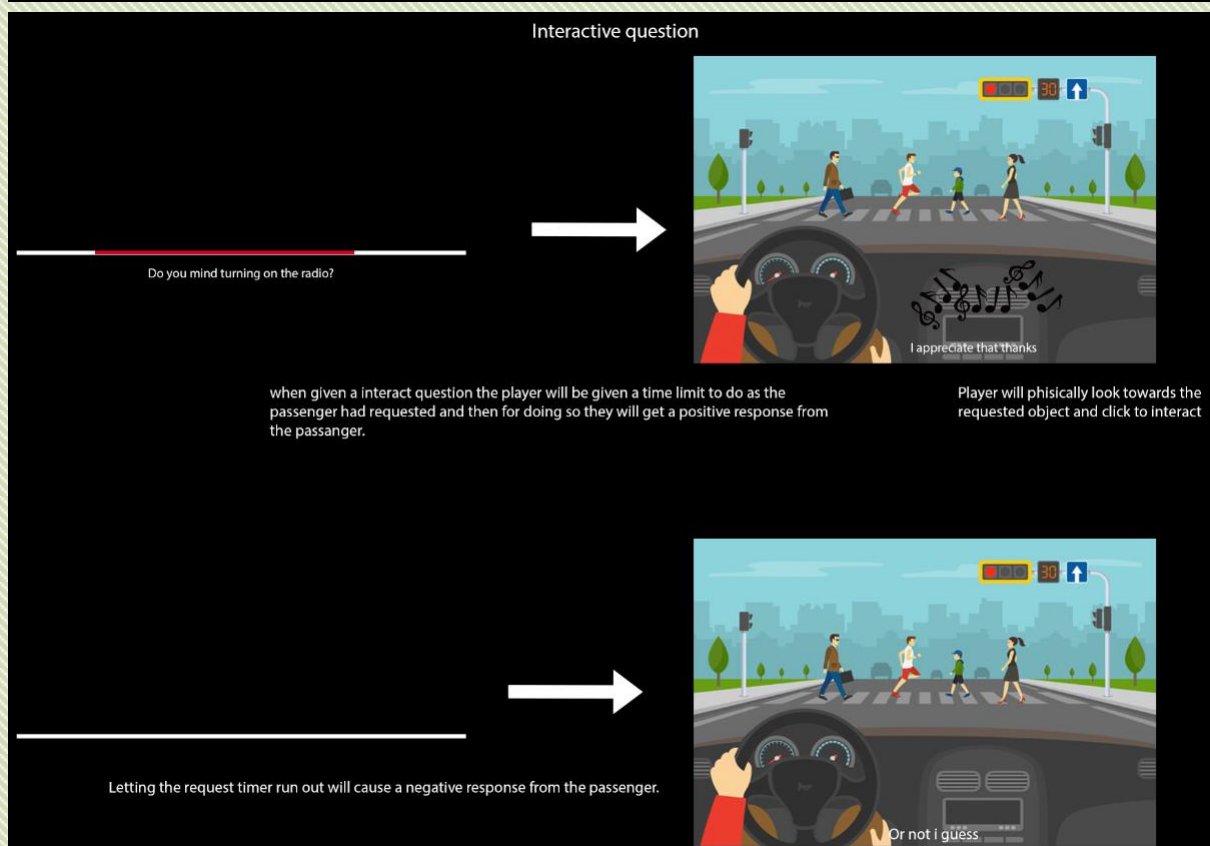 Interactive question
30
Do you mind turning on the radio?
I appreciate that thanks
when given a interact question the player will be given a time limit to do as the
passenger had requested and then for doing so they will get a positive response from
the passanger.
Player will phisically look towards the
requested object and click to interact
30
Letting the request timer run out will cause a negative response from the passenger.
Or not i guess